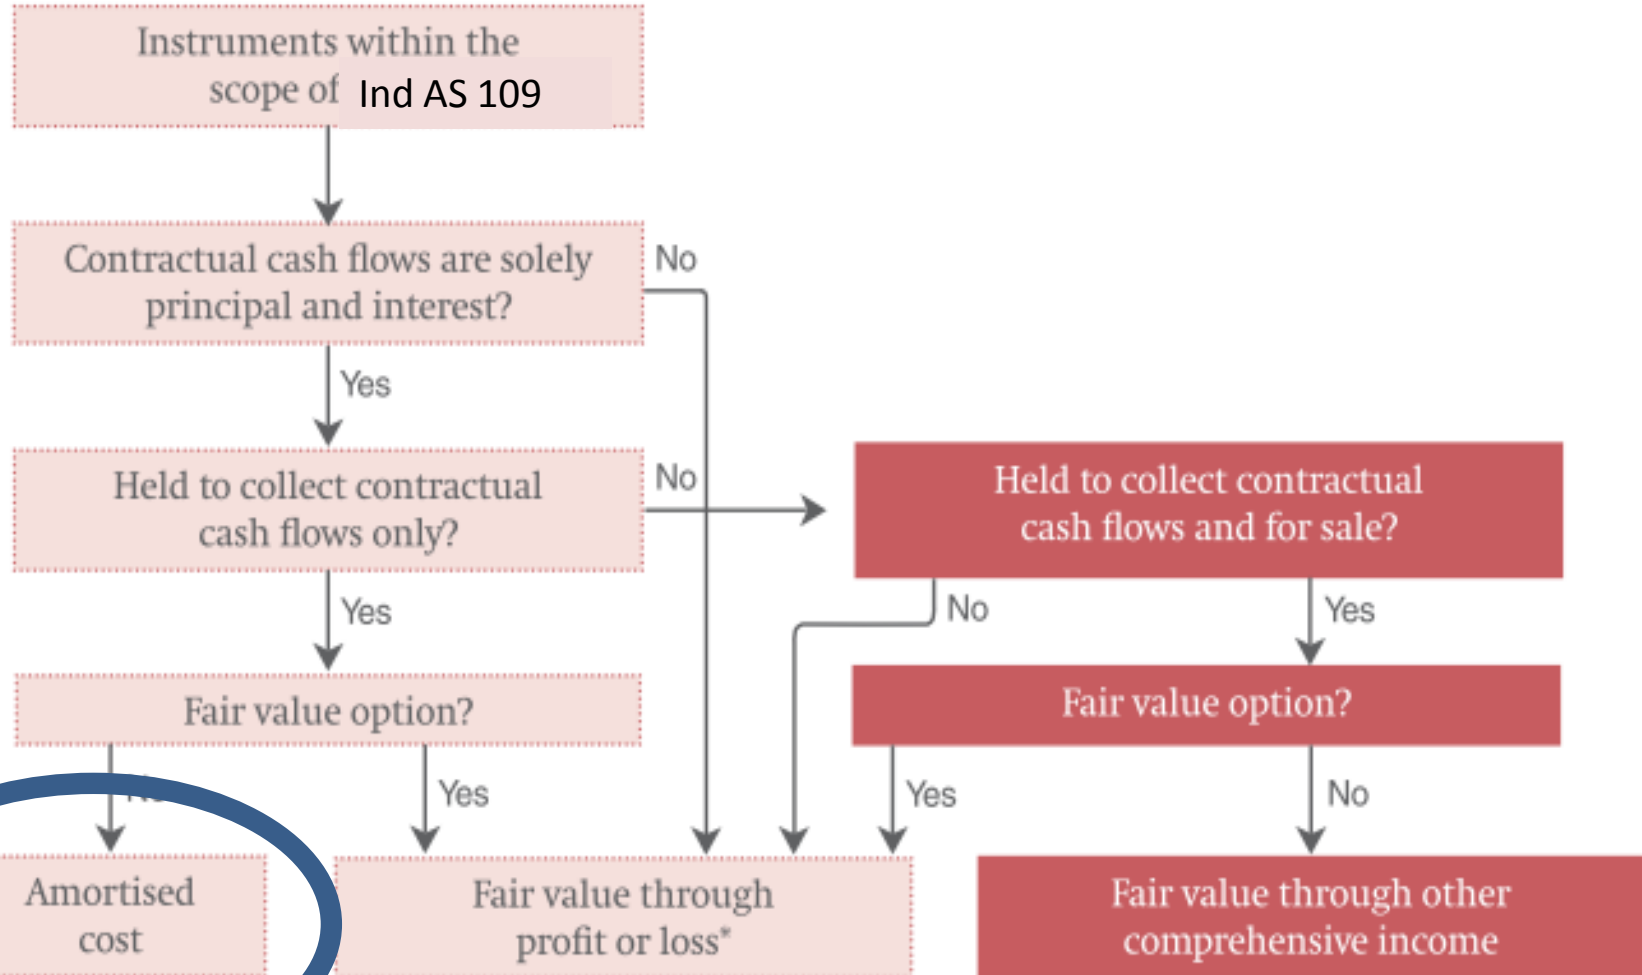 Instruments within the
scope of Ind AS 109
Contractual cash flows are solely
principal and interest?
No
Yes
Held to collect contractual
cash flows only?
No
Held to collect contractual
cash flows and for sale?
Yes
No
Yes
Fair value option?
Fair value option?
No
Yes
Yes
No
Amortised
cost
Fair value through
profit or loss*
Fair value through other
comprehensive income